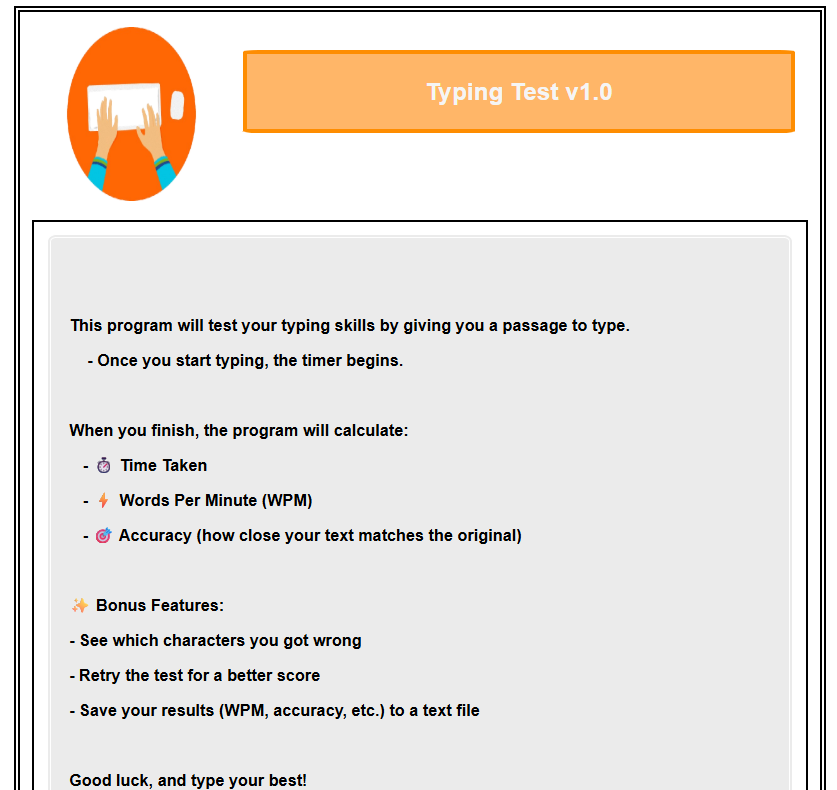 Typing Test v1.0
This program will test your typing skills by giving you a passage to type.
- Once you start typing, the timer begins.
When you finish, the program will calculate:
- ⏱ Time Taken
- ⚡ Words Per Minute (WPM)
- 🎯 Accuracy (how close your text matches the original)
✨ Bonus Features:
- See which characters you got wrong
- Retry the test for a better score
- Save your results (WPM, accuracy, etc.) to a text file
Good luck, and type your best!